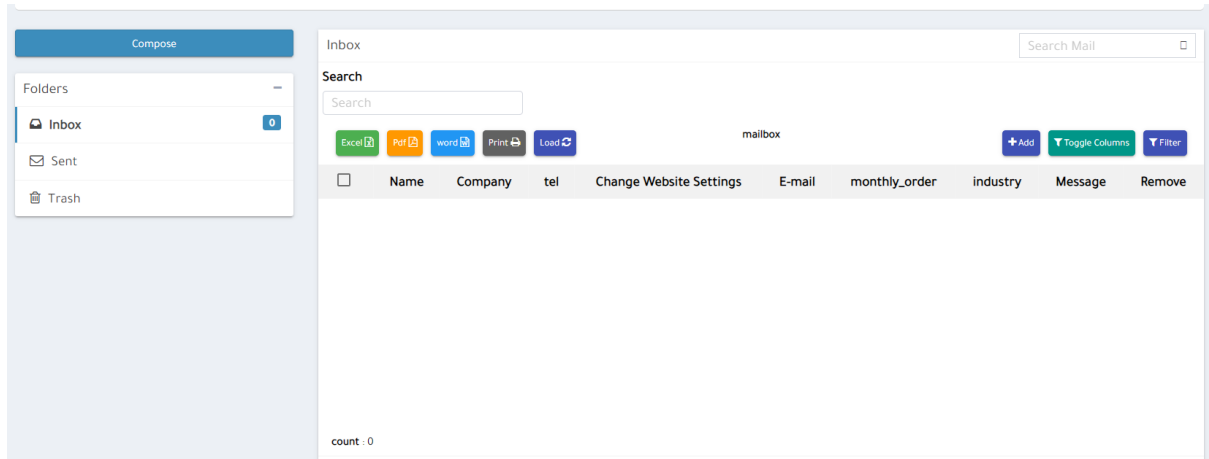 Compose
Folders
Inbox 0
Sent
Trash
Inbox Search Mail
Search
Search
Excel Pdf word Print Load mailbox Add Toggle Columns Filter
Name Company tel Change Website Settings E-mail monthly_order industry Message Remove
count : 0